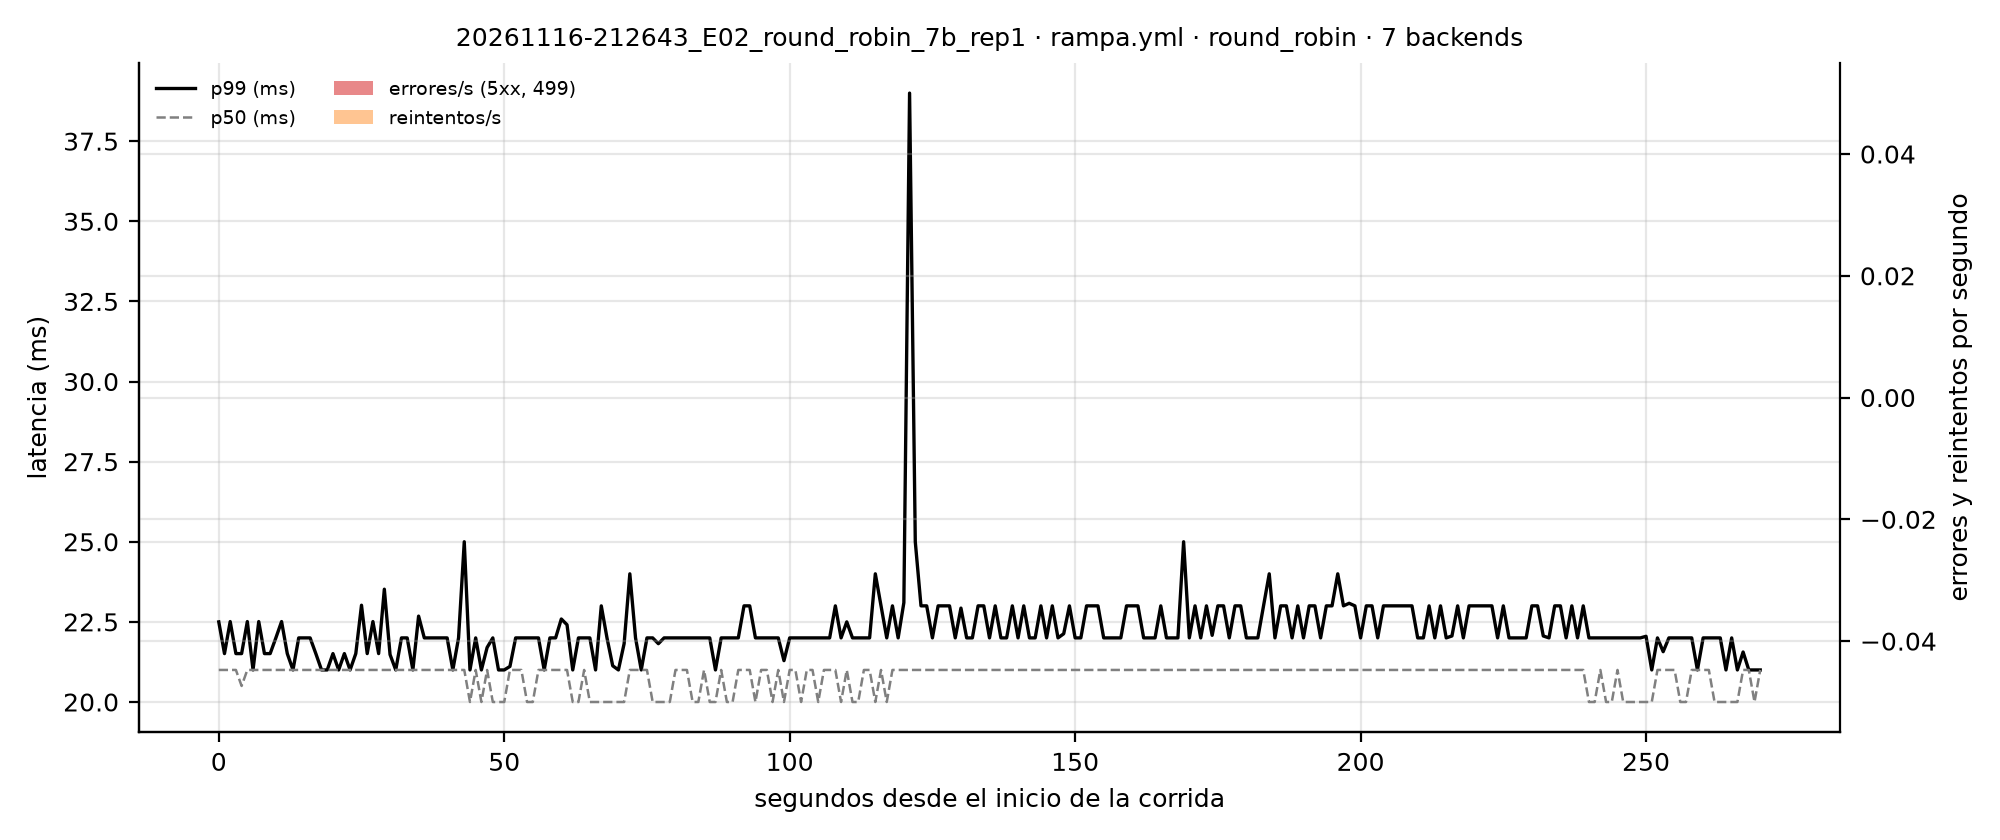 20261116-212643_E02_round_robin_7b_rep1 · rampa.yml · round_robin · 7 backends
p99 (ms)
p50 (ms)
errores/s (5xx, 499)
reintentos/s
latencia (ms)
37.5
35.0
32.5
30.0
27.5
25.0
22.5
20.0
0.04
0.02
0.00
−0.02
−0.04
errores y reintentos por segundo
0
50
100
150
200
250
segundos desde el inicio de la corrida